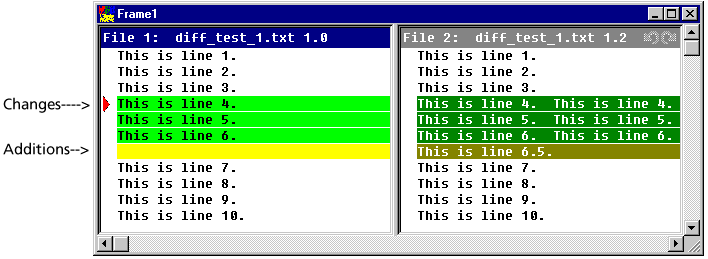 Frame1
File 1:  diff_test_1.txt 1.0
This is line 1.
This is line 2.
This is line 3.
Changes---->
This is line 4.
This is line 5.
This is line 6.
Additions-->
This is line 7.
This is line 8.
This is line 9.
This is line 10.
File 2:  diff_test_1.txt 1.2
This is line 1.
This is line 2.
This is line 3.
This is line 4.  This is line 4.
This is line 5.  This is line 5.
This is line 6.  This is line 6.
This is line 6.5.
This is line 7.
This is line 8.
This is line 9.
This is line 10.